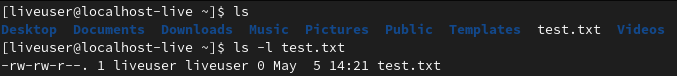 [liveuser@localhost-live ~]$ ls
Desktop  Documents  Downloads  Music  Pictures  Public  Templates  test.txt  Videos
[liveuser@localhost-live ~]$ ls -l test.txt
-rw-rw-r--. 1 liveuser liveuser 0 May  5 14:21 test.txt